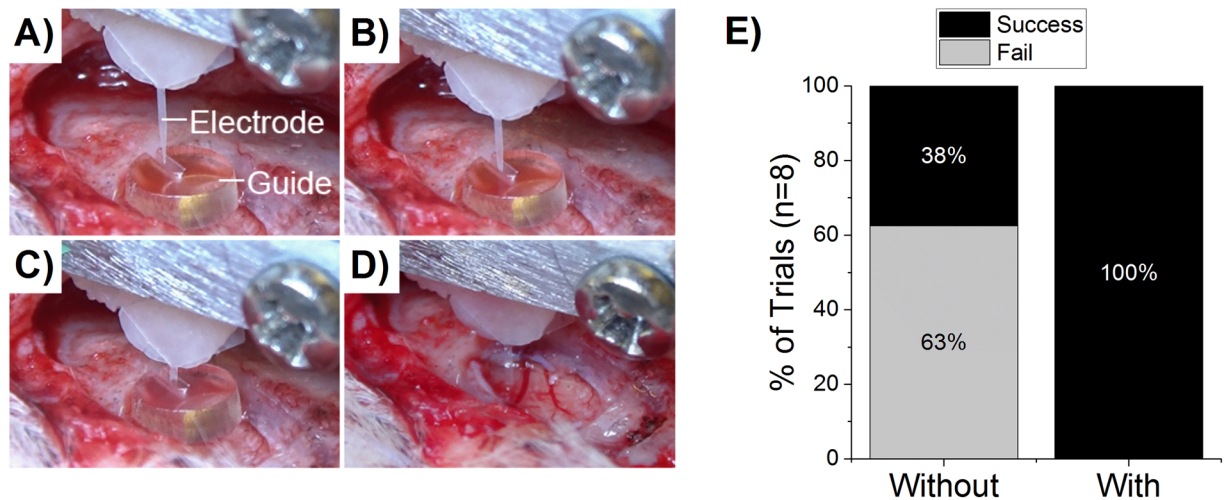 A)
Electrode
Guide
B)
C)
D)
E)
Success
Fail
% of Trials (n=8)
100
80
60
40
20
0
38%
63%
100%
Without
With